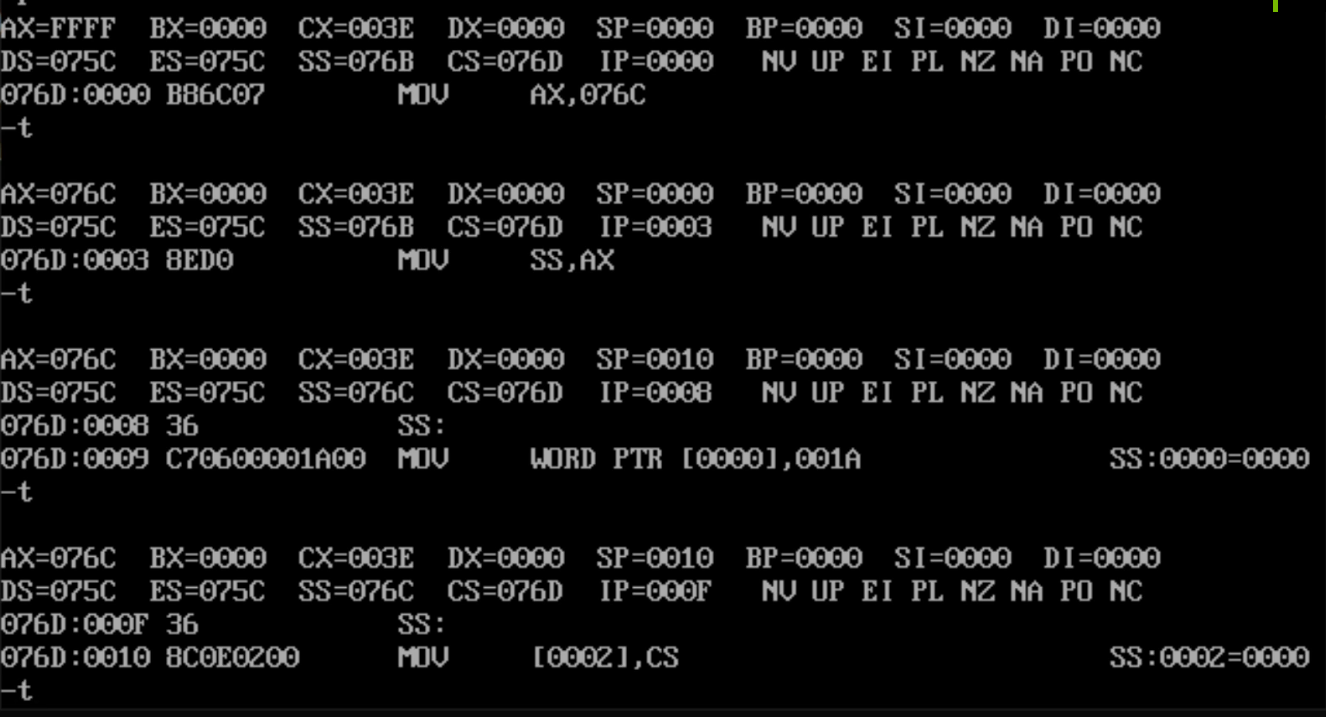 AX=FFFF  BX=0000  CX=003E  DX=0000  SP=0000  BP=0000  SI=0000  DI=0000
DS=075C  ES=075C  SS=076B  CS=076D  IP=0000   NV UP EI PL NZ NA PO NC
076D:0000 B86C07        MOV     AX,076C
-t
AX=076C  BX=0000  CX=003E  DX=0000  SP=0000  BP=0000  SI=0000  DI=0000
DS=075C  ES=075C  SS=076B  CS=076D  IP=0003   NV UP EI PL NZ NA PO NC
076D:0003 8ED0          MOV     SS,AX
-t
AX=076C  BX=0000  CX=003E  DX=0000  SP=0010  BP=0000  SI=0000  DI=0000
DS=075C  ES=075C  SS=076C  CS=076D  IP=0008   NV UP EI PL NZ NA PO NC
076D:0008 36            SS:
076D:0009 C70600001A00  MOV     WORD PTR [0000],001A                               SS:0000=0000
-t
AX=076C  BX=0000  CX=003E  DX=0000  SP=0010  BP=0000  SI=0000  DI=0000
DS=075C  ES=075C  SS=076C  CS=076D  IP=000F   NV UP EI PL NZ NA PO NC
076D:000F 36            SS:
076D:0010 8C0E0200      MOV     [0002],CS                                          SS:0002=0000
-t